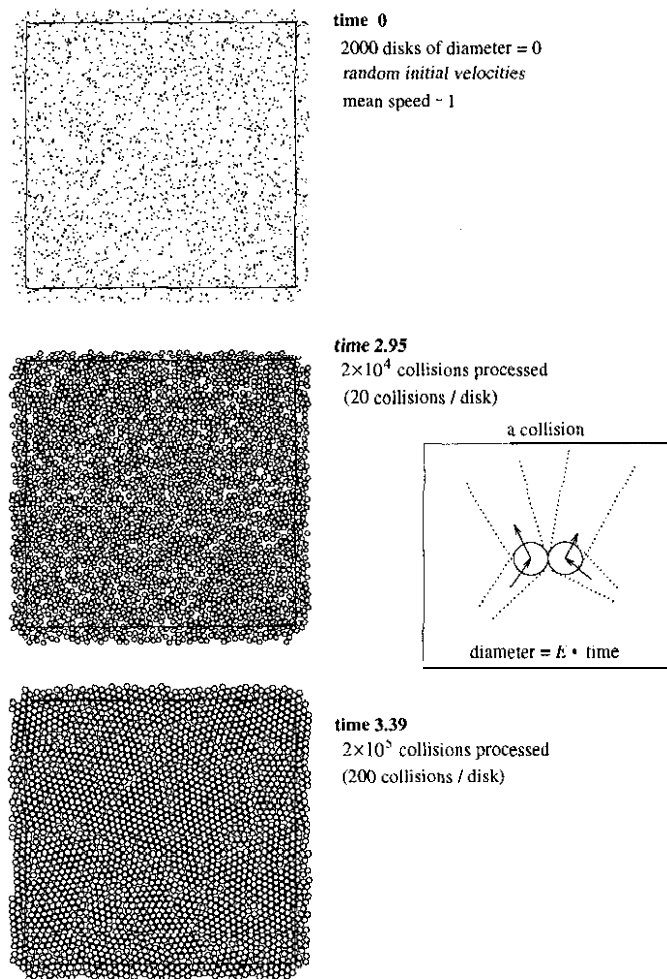 time 0
2000 disks of diameter = 0
random initial velocities
mean speed ~ 1
time 2.95
2×10⁴ collisions processed
(20 collisions / disk)
a collision
diameter = E • time
time 3.39
2×10⁵ collisions processed
(200 collisions / disk)